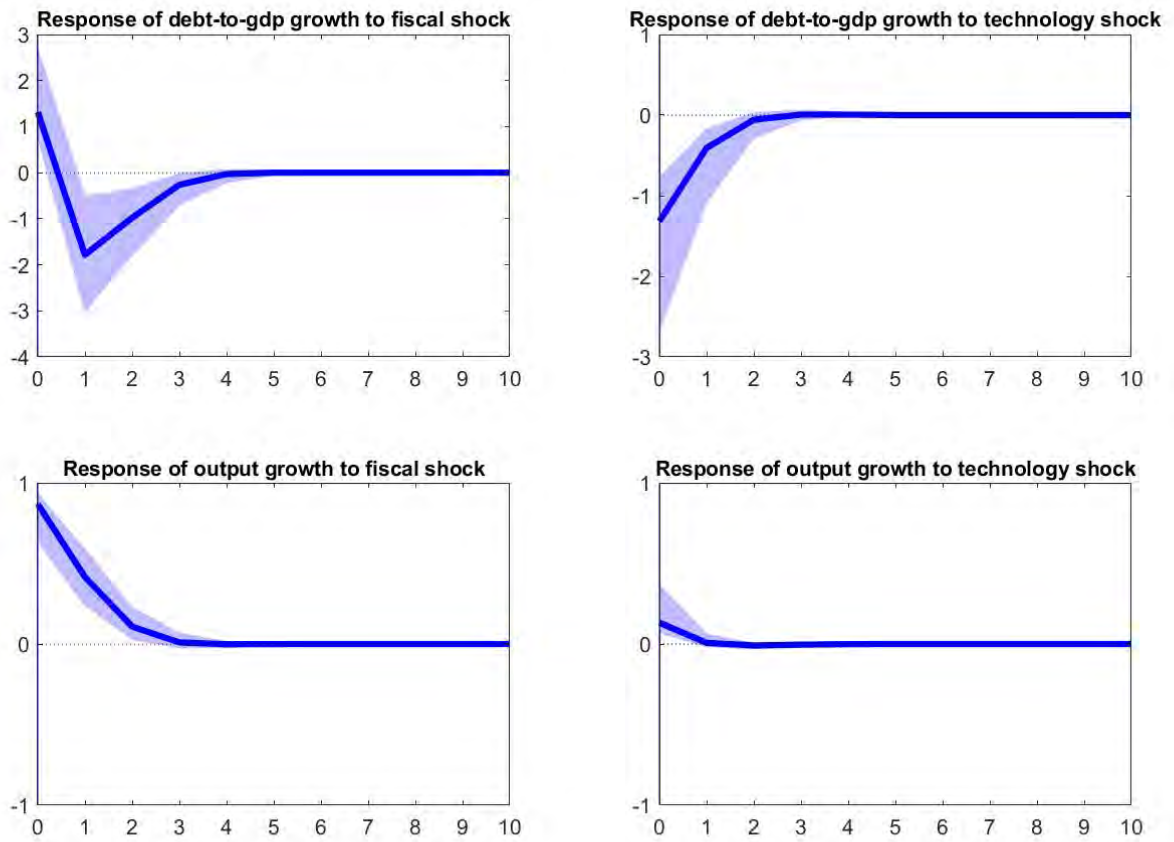 Response of debt-to-gdp growth to fiscal shock
3
2
1
0
-1
-2
-3
-4
0 1 2 3 4 5 6 7 8 9 10
Response of debt-to-gdp growth to technology shock
1
0
-1
-2
-3
0 1 2 3 4 5 6 7 8 9 10
Response of output growth to fiscal shock
1
0
-1
0 1 2 3 4 5 6 7 8 9 10
Response of output growth to technology shock
1
0
-1
0 1 2 3 4 5 6 7 8 9 10